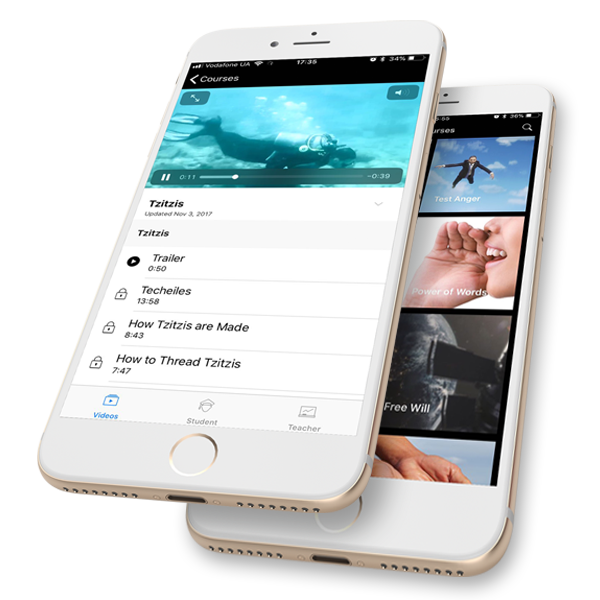 Vodafone UA 17:35 34%
Courses
0:11 -0:39
Tzitzis
Updated Nov 3, 2017
Tzitzis
Trailer
0:50
Techeiles
13:58
How Tzitzis are Made
8:43
How to Thread Tzitzis
7:47
Videos
Student
Teacher
36%
Test Anger
Power of Words
Free Will